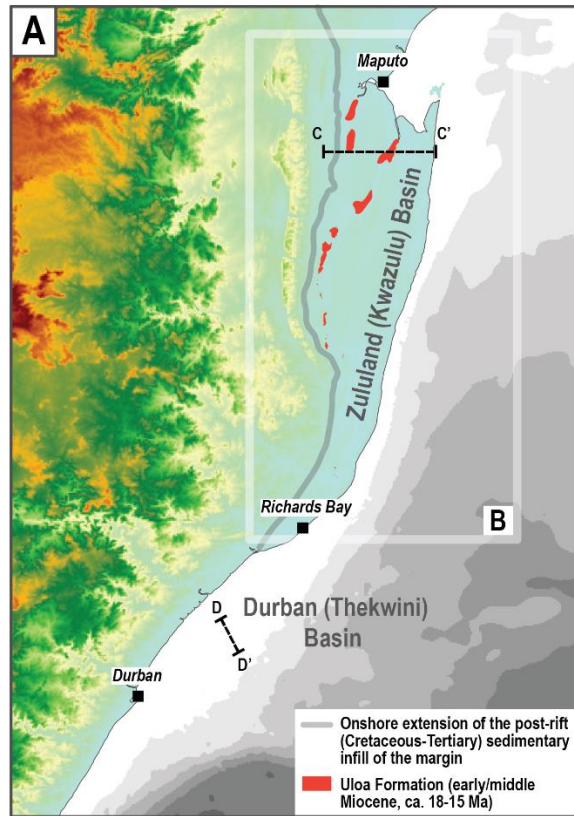 A
Maputo
C
C'
Zululand (Kwazulu) Basin
Richards Bay
B
D
Durban (Thekwini)
Basin
D'
Durban
Onshore extension of the post-rift
(Cretaceous-Tertiary) sedimentary
infill of the margin
Uloa Formation (early/middle
Miocene, ca. 18-15 Ma)